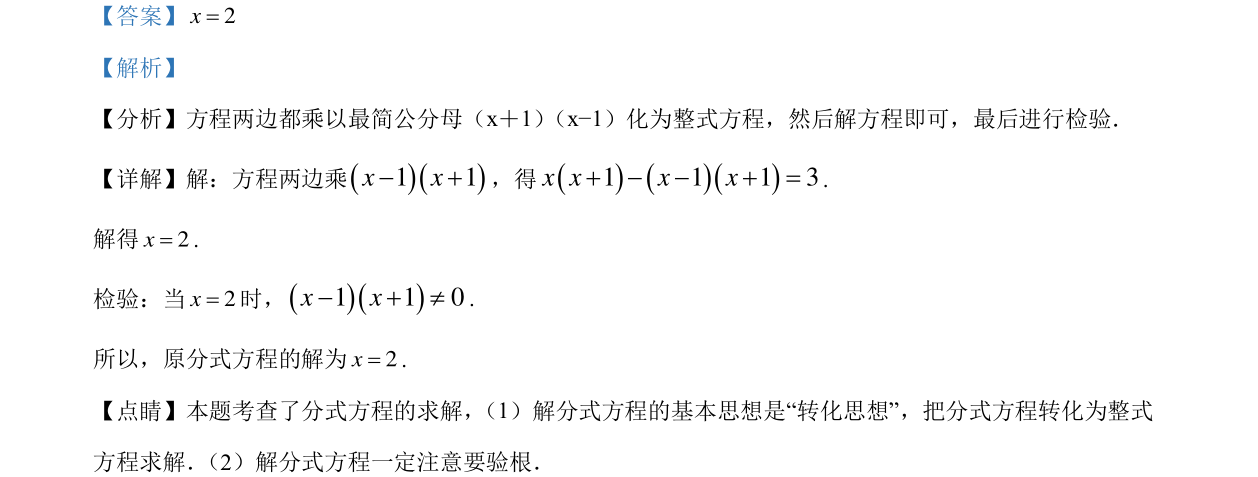 【答案】x=2
【解析】
【分析】方程两边都乘以最简公分母（x＋1）（x−1）化为整式方程，然后解方程即可，最后进行检验．
【详解】解：方程两边乘(x−1)(x+1)，得x(x+1)−(x−1)(x+1)=3．
解得x=2．
检验：当x=2时，(x−1)(x+1)≠0．
所以，原分式方程的解为x=2．
【点睛】本题考查了分式方程的求解，（1）解分式方程的基本思想是“转化思想”，把分式方程转化为整式
方程求解．（2）解分式方程一定注意要验根．